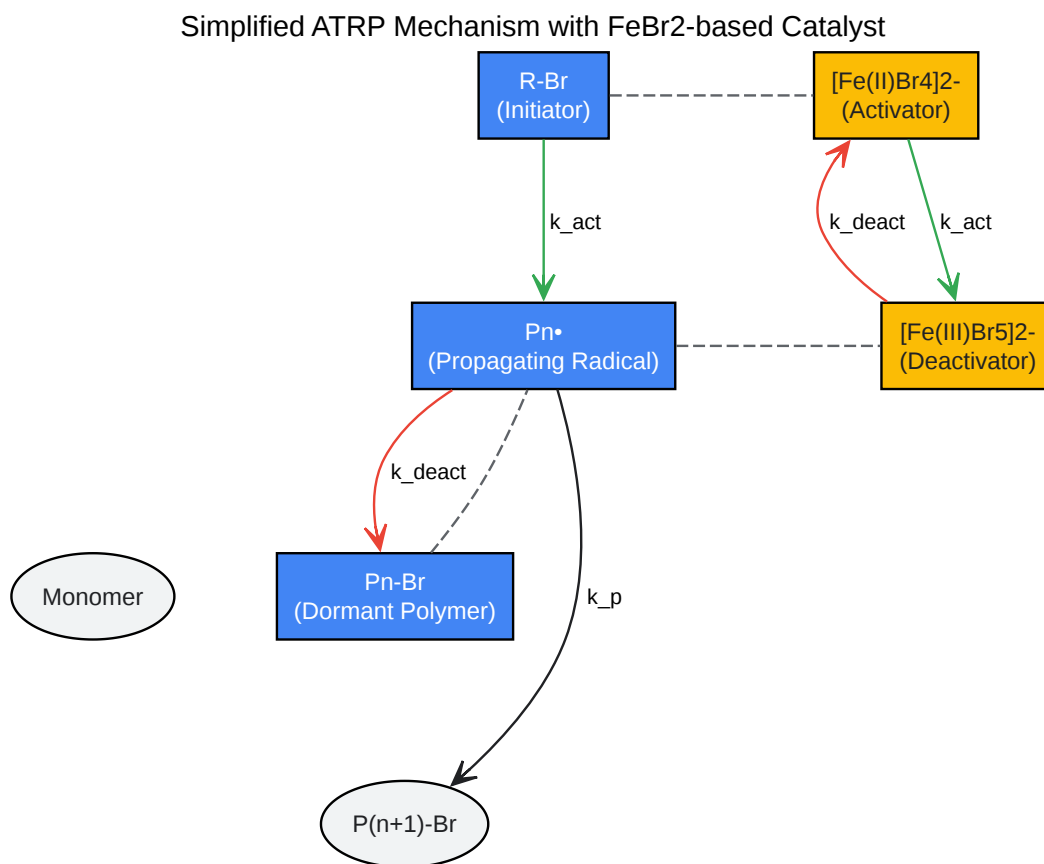 Simplified ATRP Mechanism with FeBr2-based Catalyst
R-Br
(Initiator)
[Fe(II)Br4]2-
(Activator)
k_act
k_deact
k_act
Pn•
(Propagating Radical)
[Fe(III)Br5]2-
(Deactivator)
k_deact
Monomer
Pn-Br
(Dormant Polymer)
k_p
P(n+1)-Br